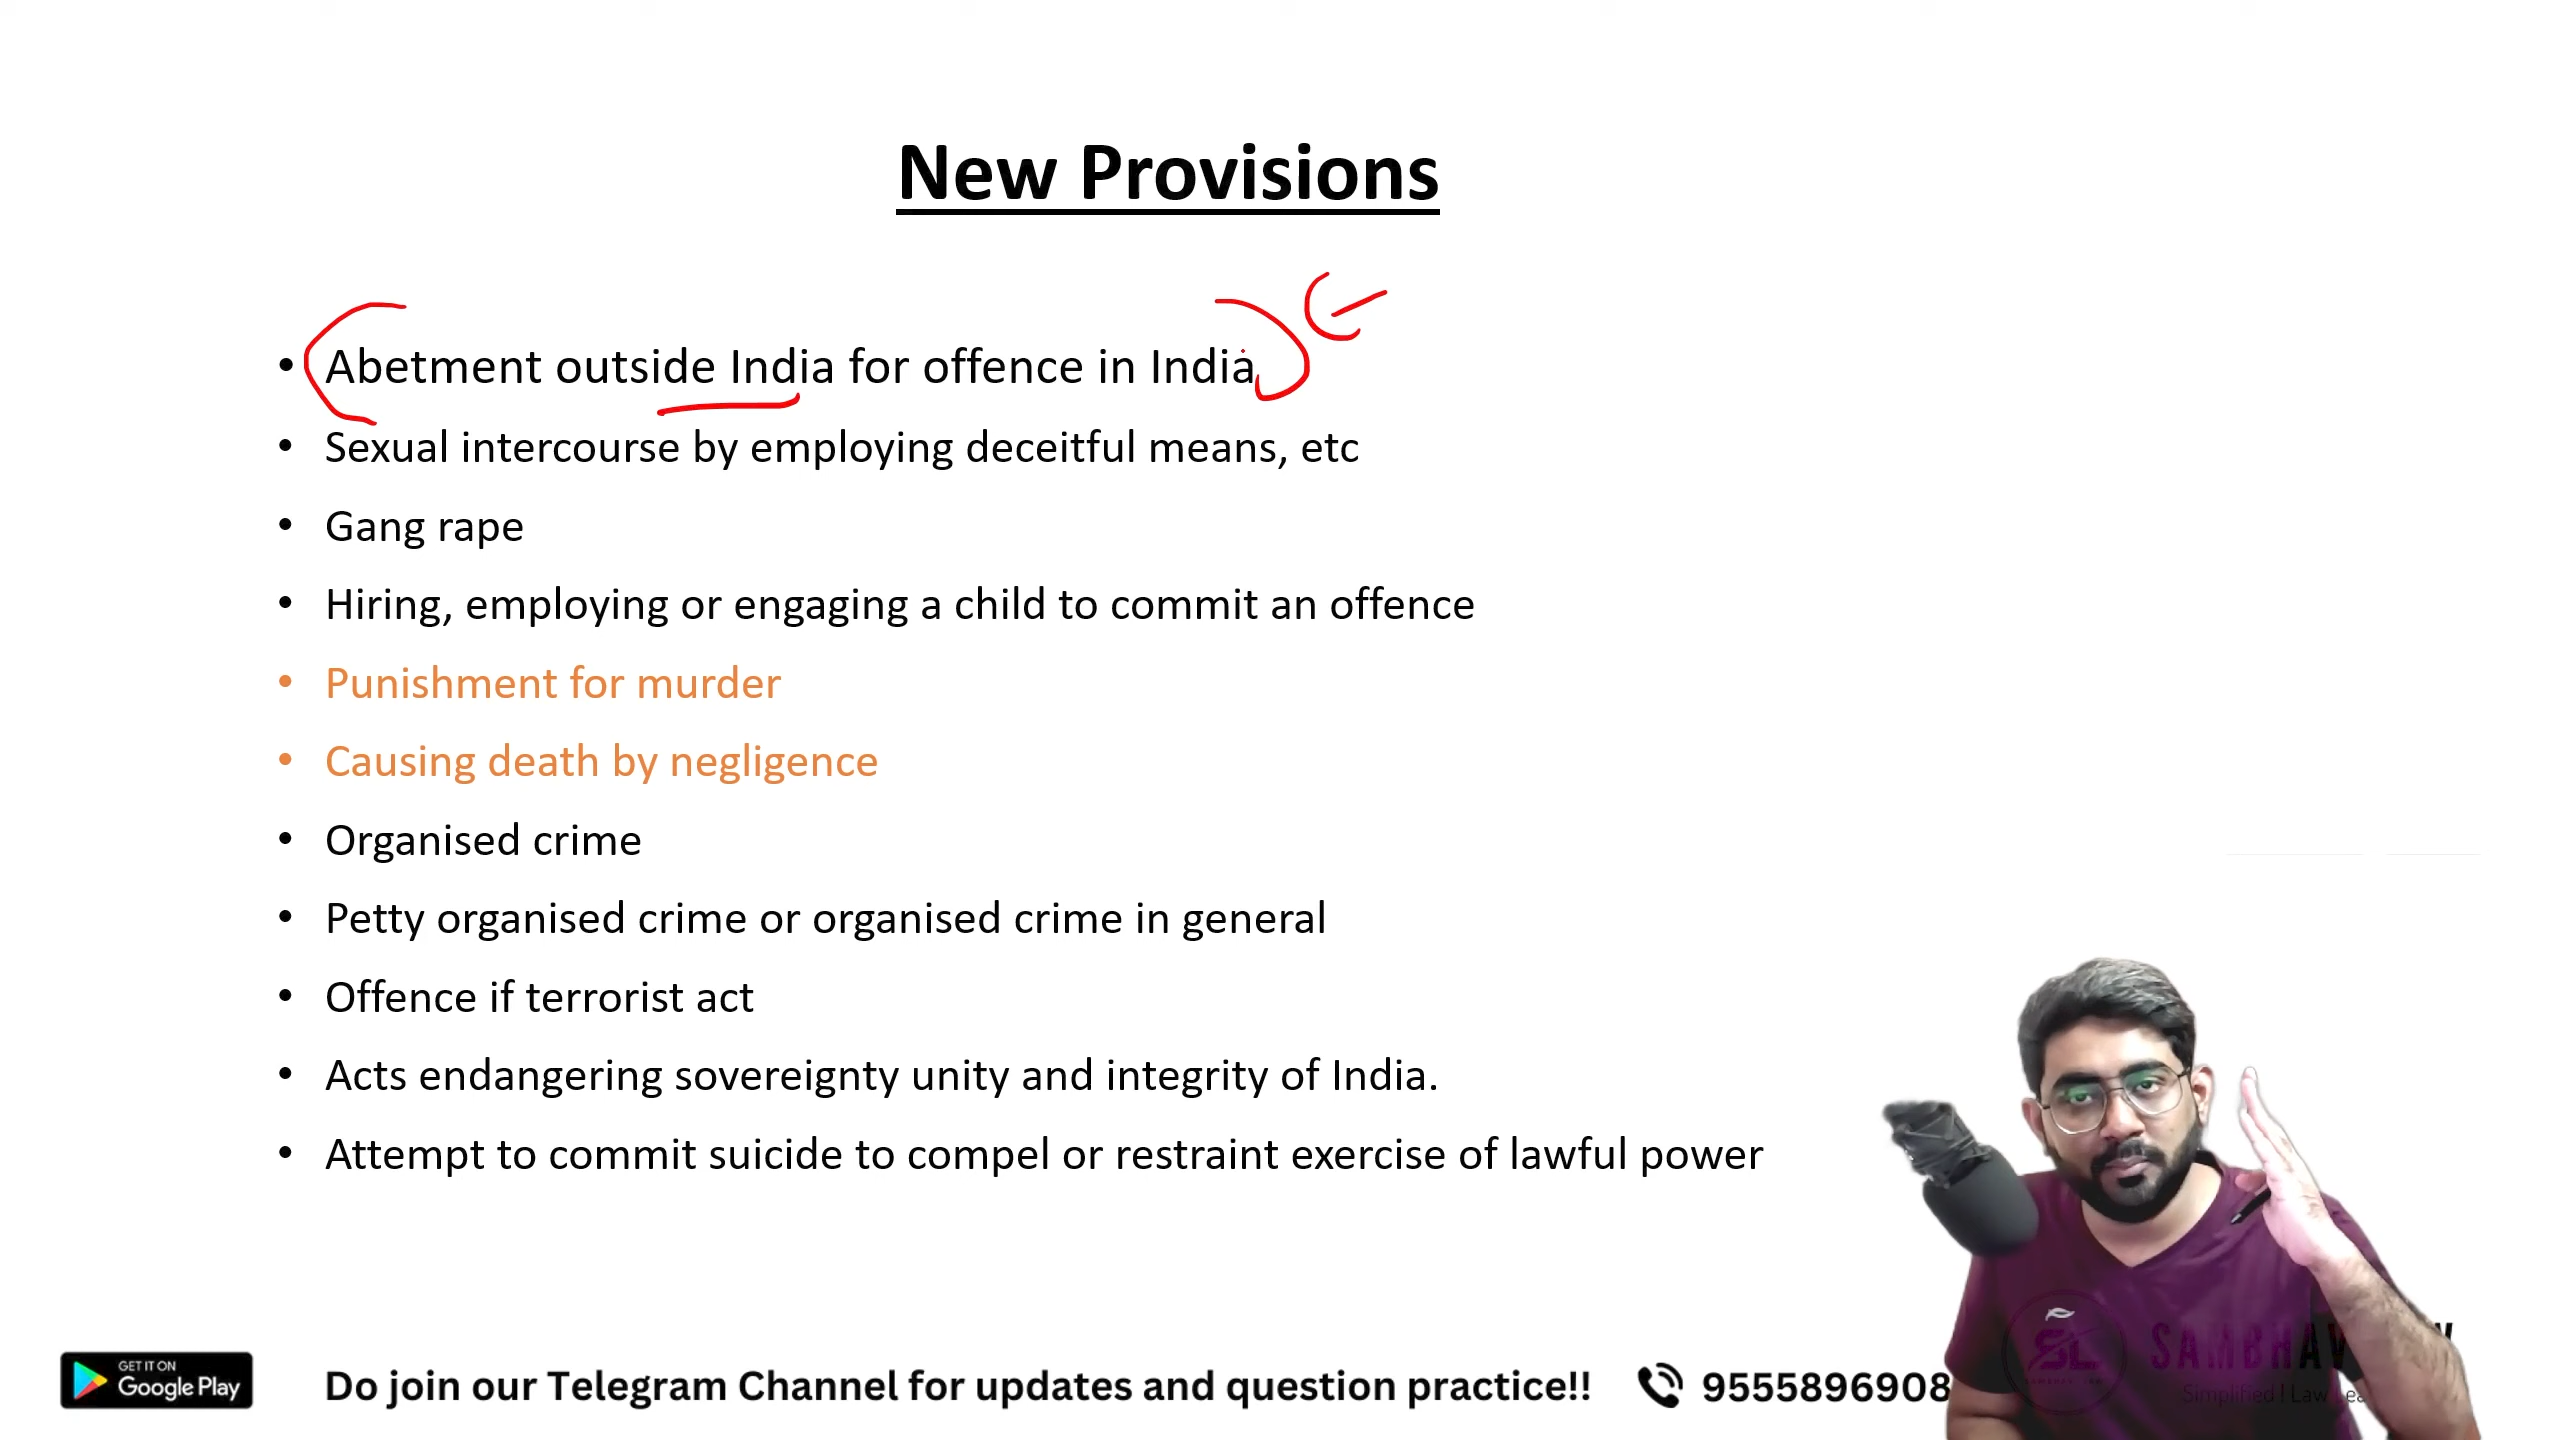 New Provisions
• Abetment outside India for offence in India
• Sexual intercourse by employing deceitful means, etc
• Gang rape
• Hiring, employing or engaging a child to commit an offence
• Punishment for murder
• Causing death by negligence
• Organised crime
• Petty organised crime or organised crime in general
• Offence if terrorist act
• Acts endangering sovereignty unity and integrity of India.
• Attempt to commit suicide to compel or restraint exercise of lawful power
GET IT ON
Google Play
Do join our Telegram Channel for updates and question practice!!
9555896908
SL
SAMBHAV
Simplified | Law